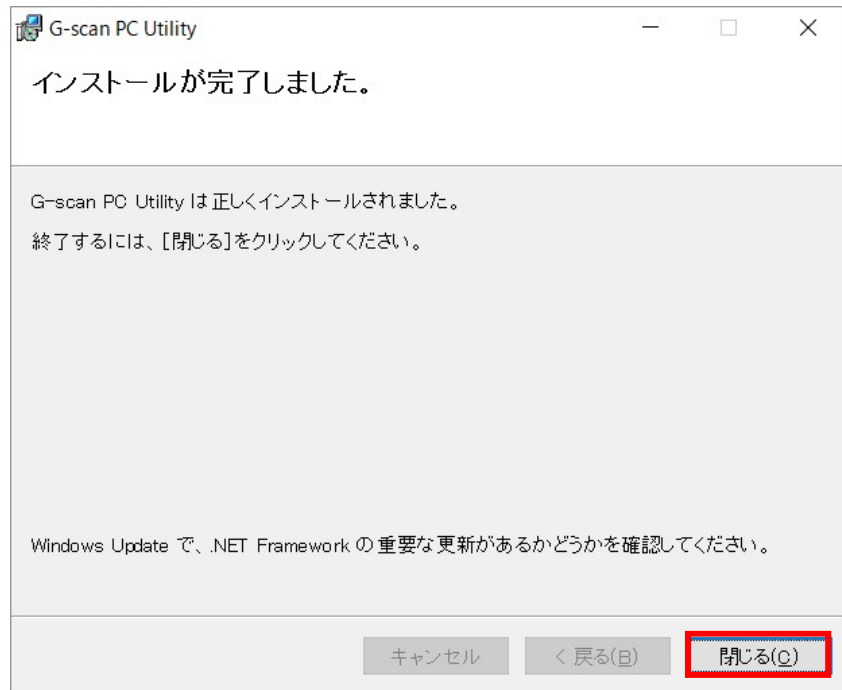 G-scan PC Utility
インストールが完了しました。
G-scan PC Utility は正しくインストールされました。
終了するには、[閉じる]をクリックしてください。
Windows Update で、.NET Framework の重要な更新があるかどうかを確認してください。
キャンセル
< 戻る(B)
閉じる(C)